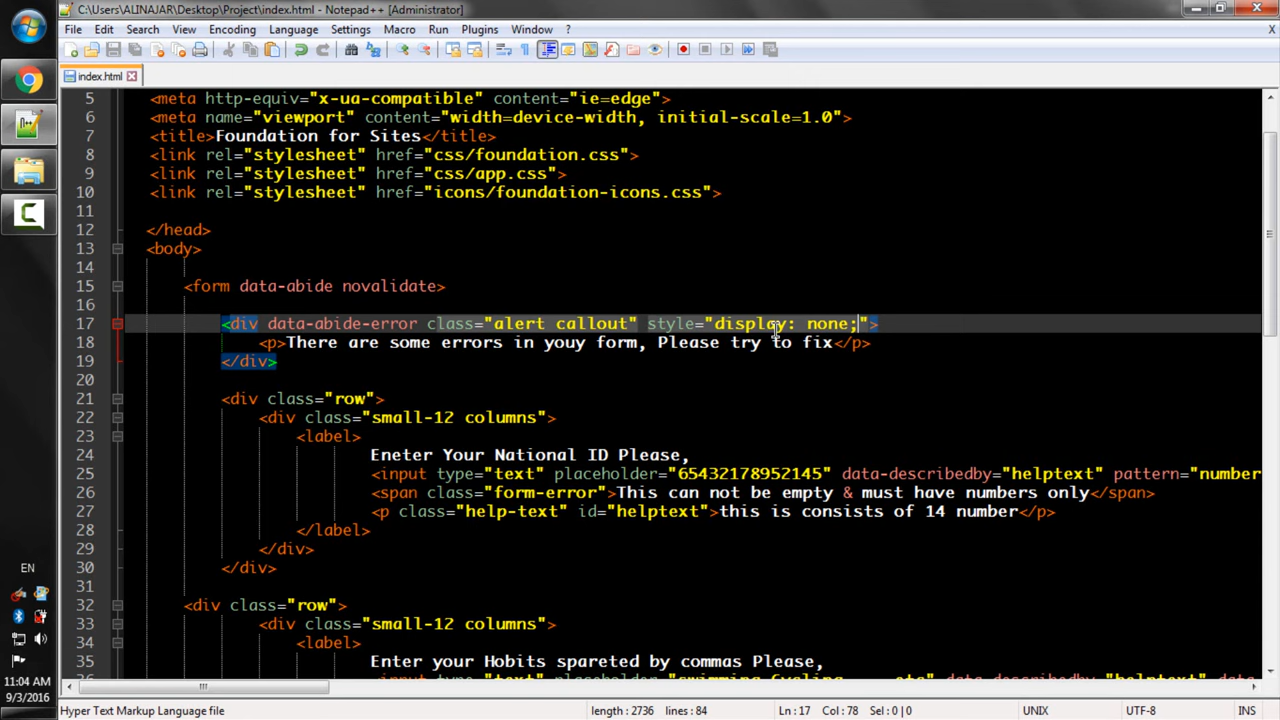 C:\Users\ALINAJAR\Desktop\Project\index.html - Notepad++ [Administrator]
File Edit Search View Encoding Language Settings Macro Run Plugins Window ?
index.html
5 <meta http-equiv="x-ua-compatible" content="ie=edge">
6 <meta name="viewport" content="width=device-width, initial-scale=1.0">
7 <title>Foundation for Sites</title>
8 <link rel="stylesheet" href="css/foundation.css">
9 <link rel="stylesheet" href="css/app.css">
10 <link rel="stylesheet" href="icons/foundation-icons.css">
11
12 </head>
13 <body>
14
15 <form data-abide novalidate>
16
17 <div data-abide-error class="alert callout" style="display: none;">
18 <p>There are some errors in youy form, Please try to fix</p>
19 </div>
20
21 <div class="row">
22 <div class="small-12 columns">
23 <label>
24 Eneter Your National ID Please,
25 <input type="text" placeholder="65432178952145" data-describedby="helptext" pattern="number
26 <span class="form-error">This can not be empty & must have numbers only</span>
27 <p class="help-text" id="helptext">this is consists of 14 number</p>
28 </label>
29 </div>
30 </div>
31
32 <div class="row">
33 <div class="small-12 columns">
34 <label>
35 Enter your Hobits spareted by commas Please,
EN
11:04 AM
9/3/2016
Hyper Text Markup Language file length : 2736 lines : 84 Ln : 17 Col : 78 Sel : 0 | 0 UNIX UTF-8 INS